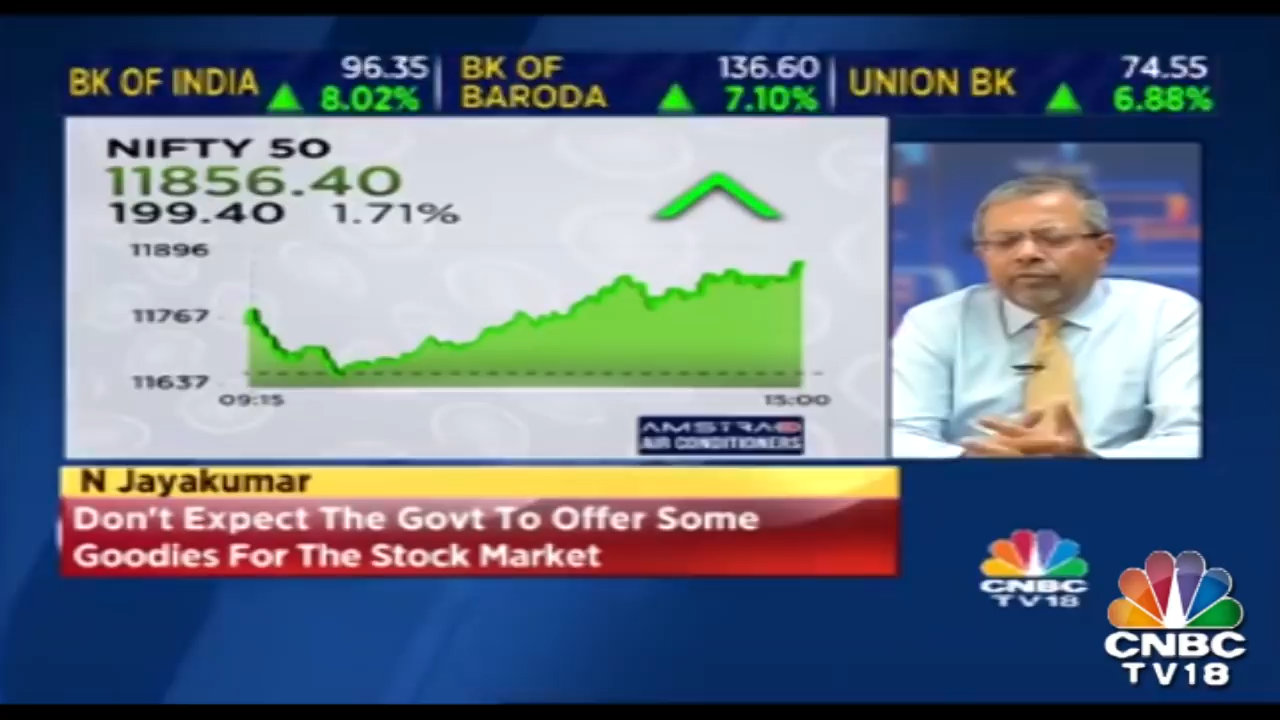 BK OF INDIA 96.35 8.02%
BK OF BARODA 136.60 7.10%
UNION BK 74.55 6.88%
NIFTY 50
11856.40
199.40 1.71%
11896
11767
11637
09:15 15:00
AMSTRAD
AIR CONDITIONERS
N Jayakumar
Don't Expect The Govt To Offer Some
Goodies For The Stock Market
CNBC
TV18
CNBC
TV18